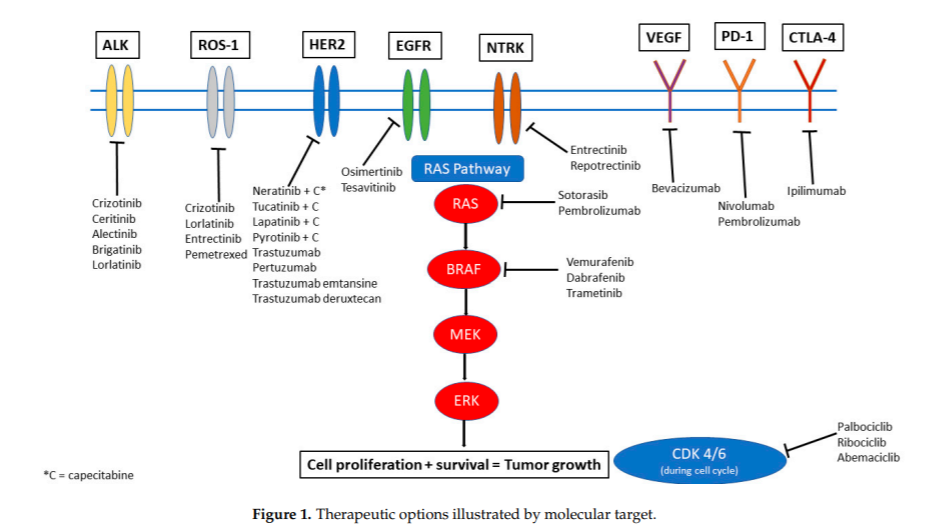 ALK
ROS-1
HER2
EGFR
NTRK
VEGF
PD-1
CTLA-4
Crizotinib
Ceritinib
Alectinib
Brigatinib
Lorlatinib
Crizotinib
Lorlatinib
Entrectinib
Pemetrexed
Neratinib + C*
Tucatinib + C
Lapatinib + C
Pyrotinib + C
Trastuzumab
Pertuzumab
Trastuzumab emtansine
Trastuzumab deruxtecan
Osimertinib
Tesavitinib
Entrectinib
Repotrectinib
Bevacizumab
Nivolumab
Pembrolizumab
Ipilimumab
RAS Pathway
RAS
Sotorasib
Pembrolizumab
BRAF
Vemurafenib
Dabrafenib
Trametinib
MEK
ERK
Cell proliferation + survival = Tumor growth
CDK 4/6
(during cell cycle)
Palbociclib
Ribociclib
Abemaciclib
*C = capecitabine
Figure 1. Therapeutic options illustrated by molecular target.